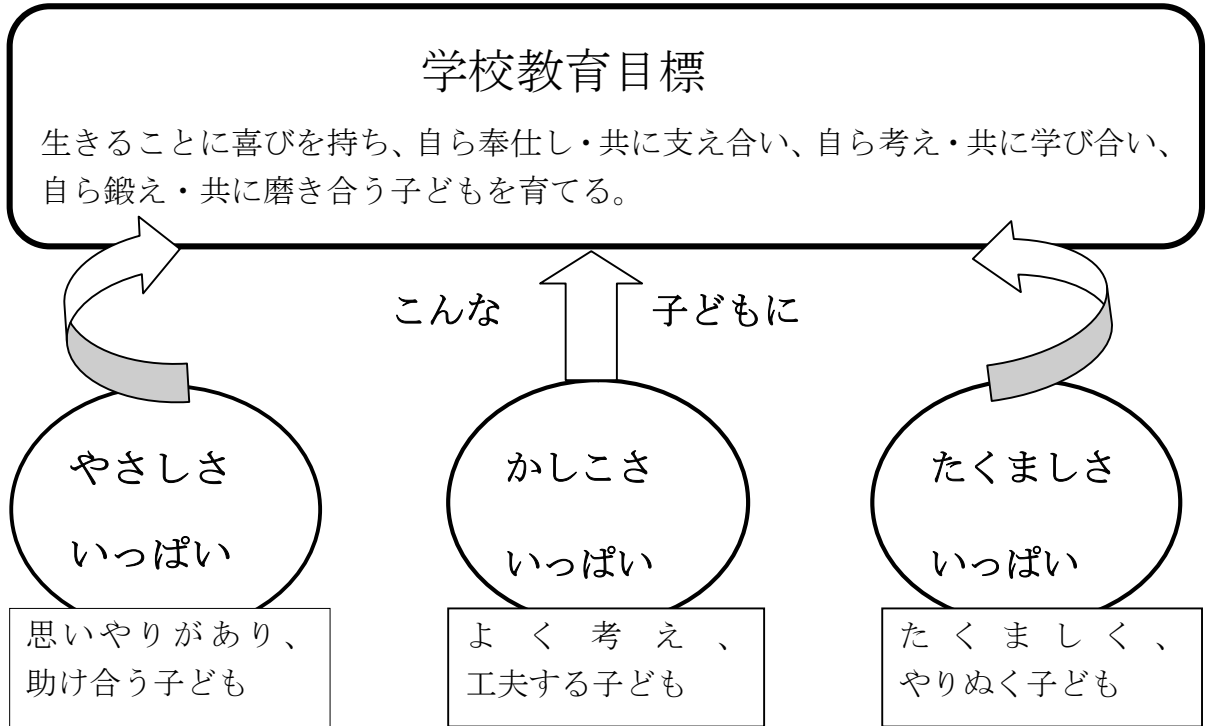 学校教育目標
生きることに喜びを持ち、自ら奉仕し・共に支え合い、自ら考え・共に学び合い、
自ら鍛え・共に磨き合う子どもを育てる。
こんな 子どもに
やさしさ
いっぱい
かしこさ
いっぱい
たくましさ
いっぱい
思いやりがあり、
助け合う子ども
よく考え、
工夫する子ども
たくましく、
やりぬく子ども